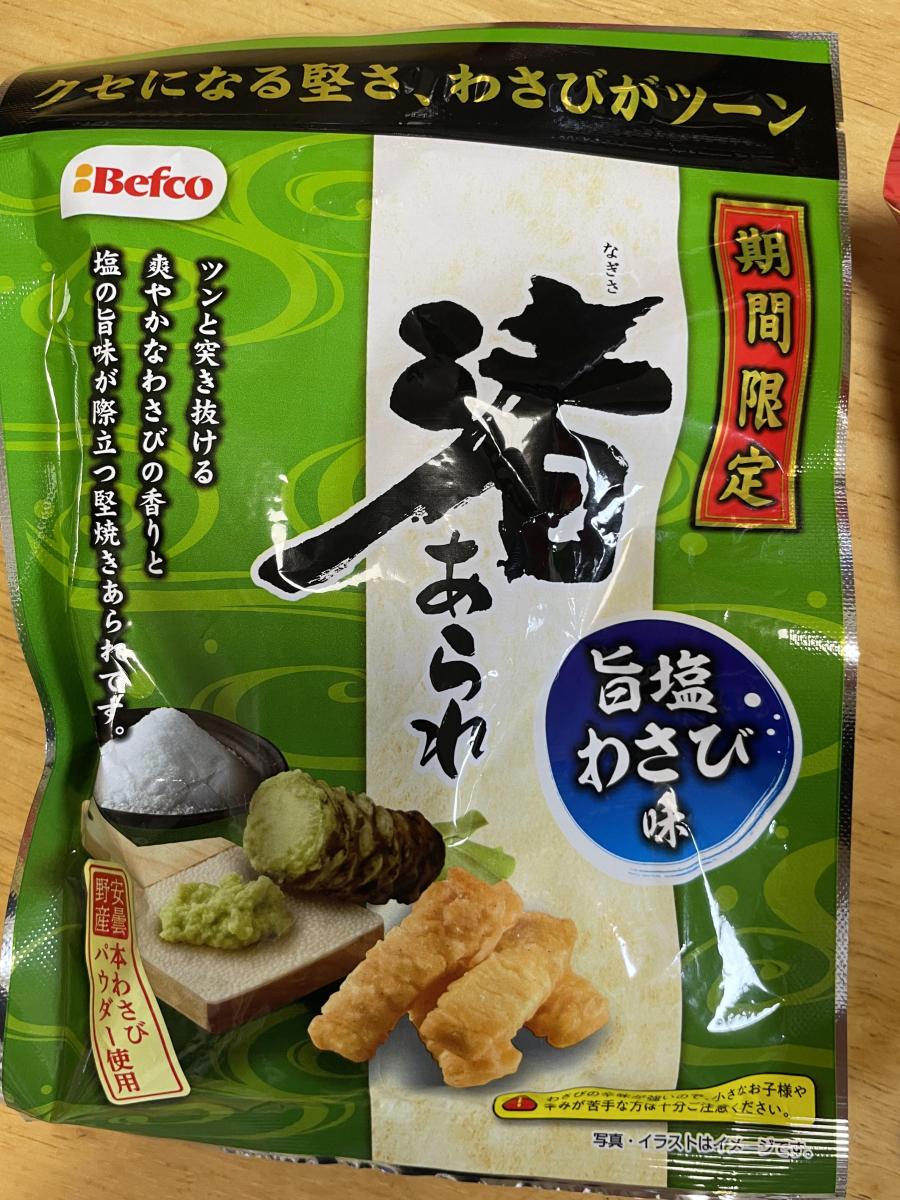 クセになる堅さ、わさびがツーン
Befco
期間限定
なぎさ
渚
あられ
ツンと突き抜ける
爽やかなわさびの香りと
塩の旨味が際立つ堅焼きあられです。
旨塩
わさび
味
安曇
野産
本わさび
パウダー使用
わさびの辛味が強いので、小さなお子様や
辛みが苦手な方は十分ご注意ください。
写真・イラストはイメージです。